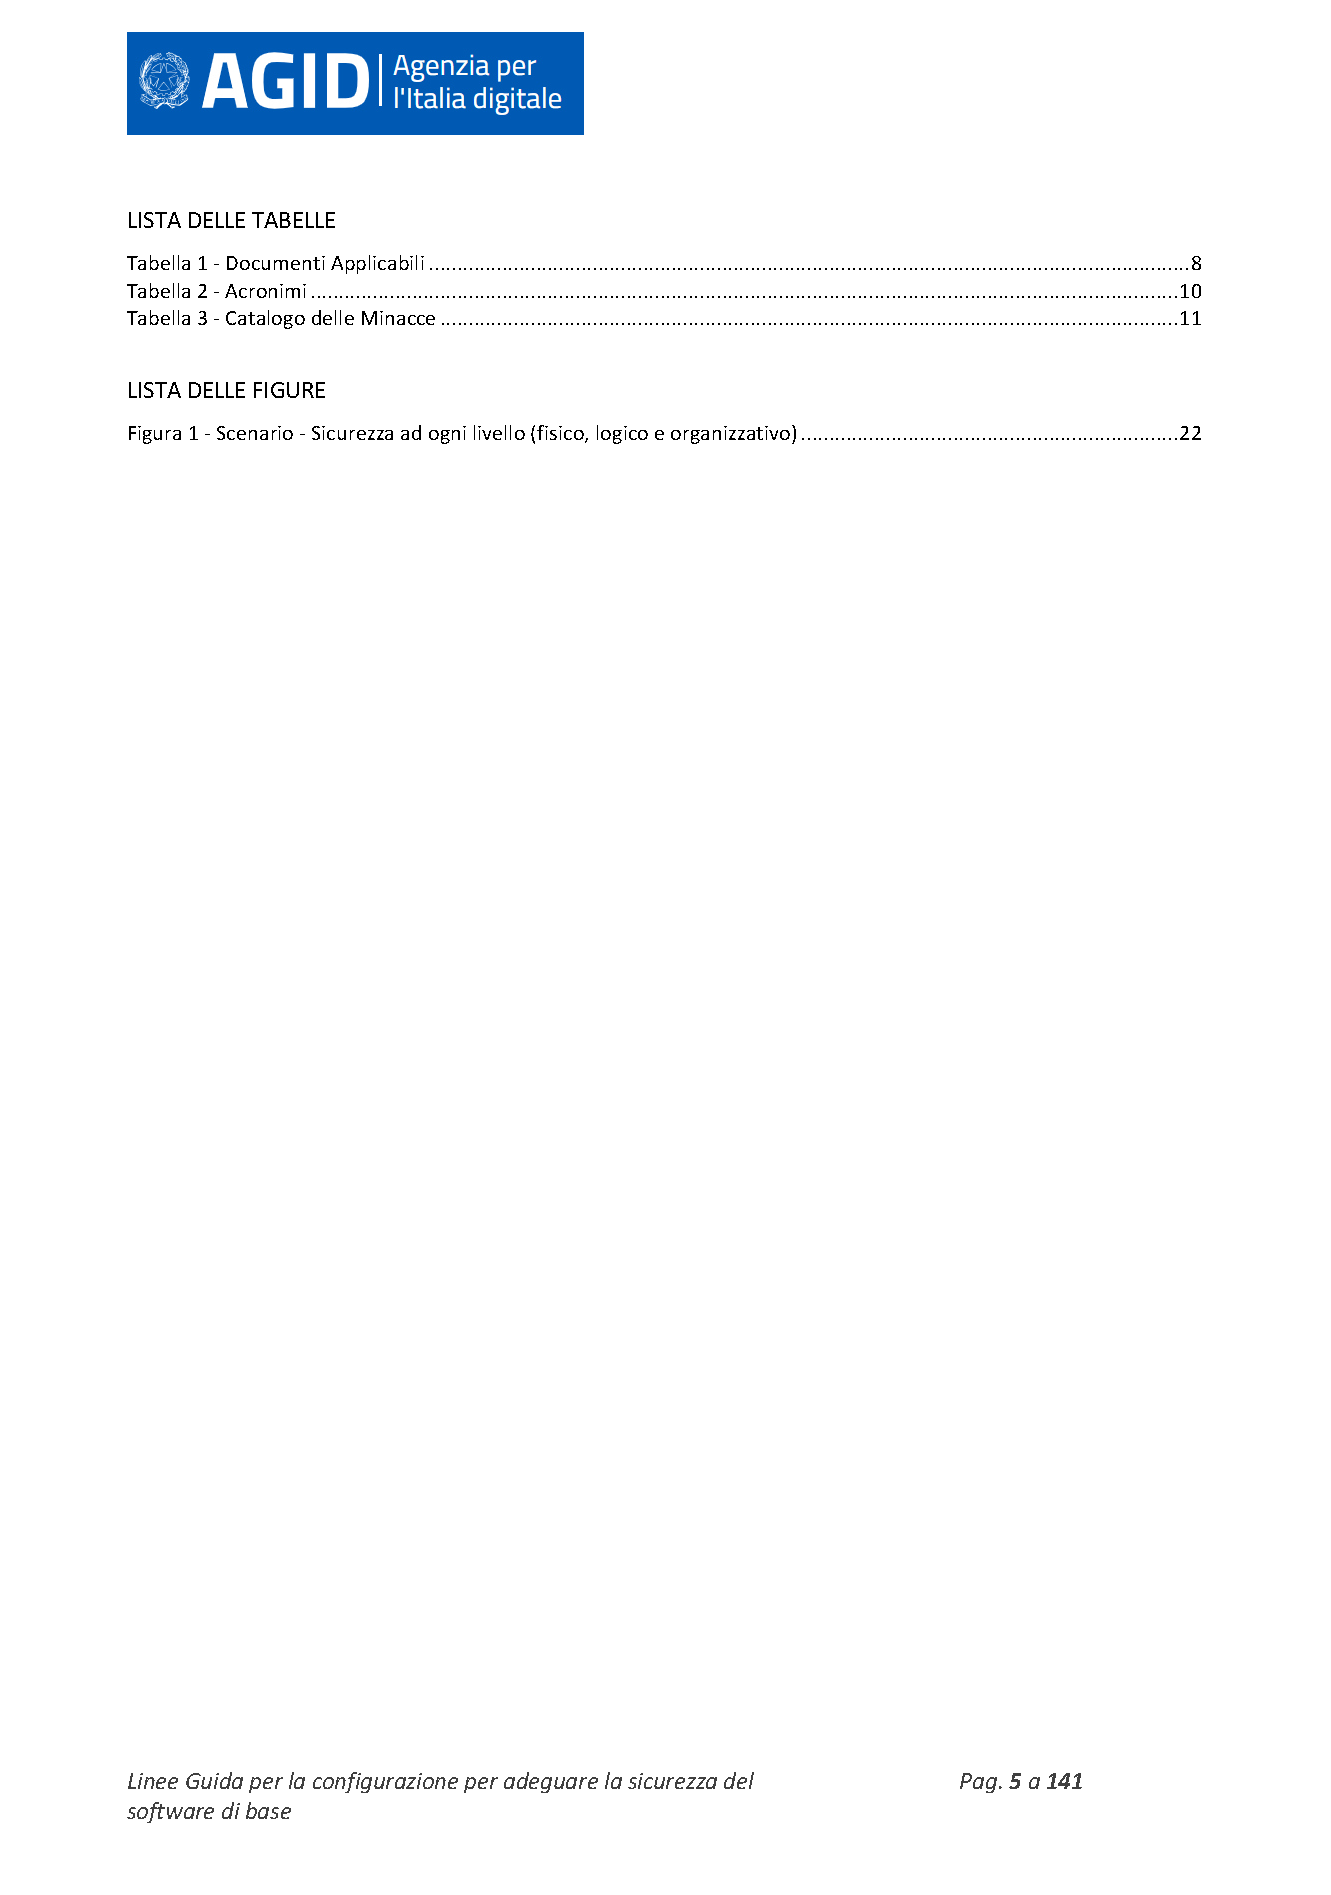 AGID Agenzia per
l'Italia digitale
LISTA DELLE TABELLE
Tabella 1 - Documenti Applicabili ........................................................................................................................................8
Tabella 2 - Acronimi ...........................................................................................................................................................10
Tabella 3 - Catalogo delle Minacce ....................................................................................................................................11
LISTA DELLE FIGURE
Figura 1 - Scenario - Sicurezza ad ogni livello (fisico, logico e organizzativo) ...................................................................22
Linee Guida per la configurazione per adeguare la sicurezza del Pag. 5 a 141
software di base